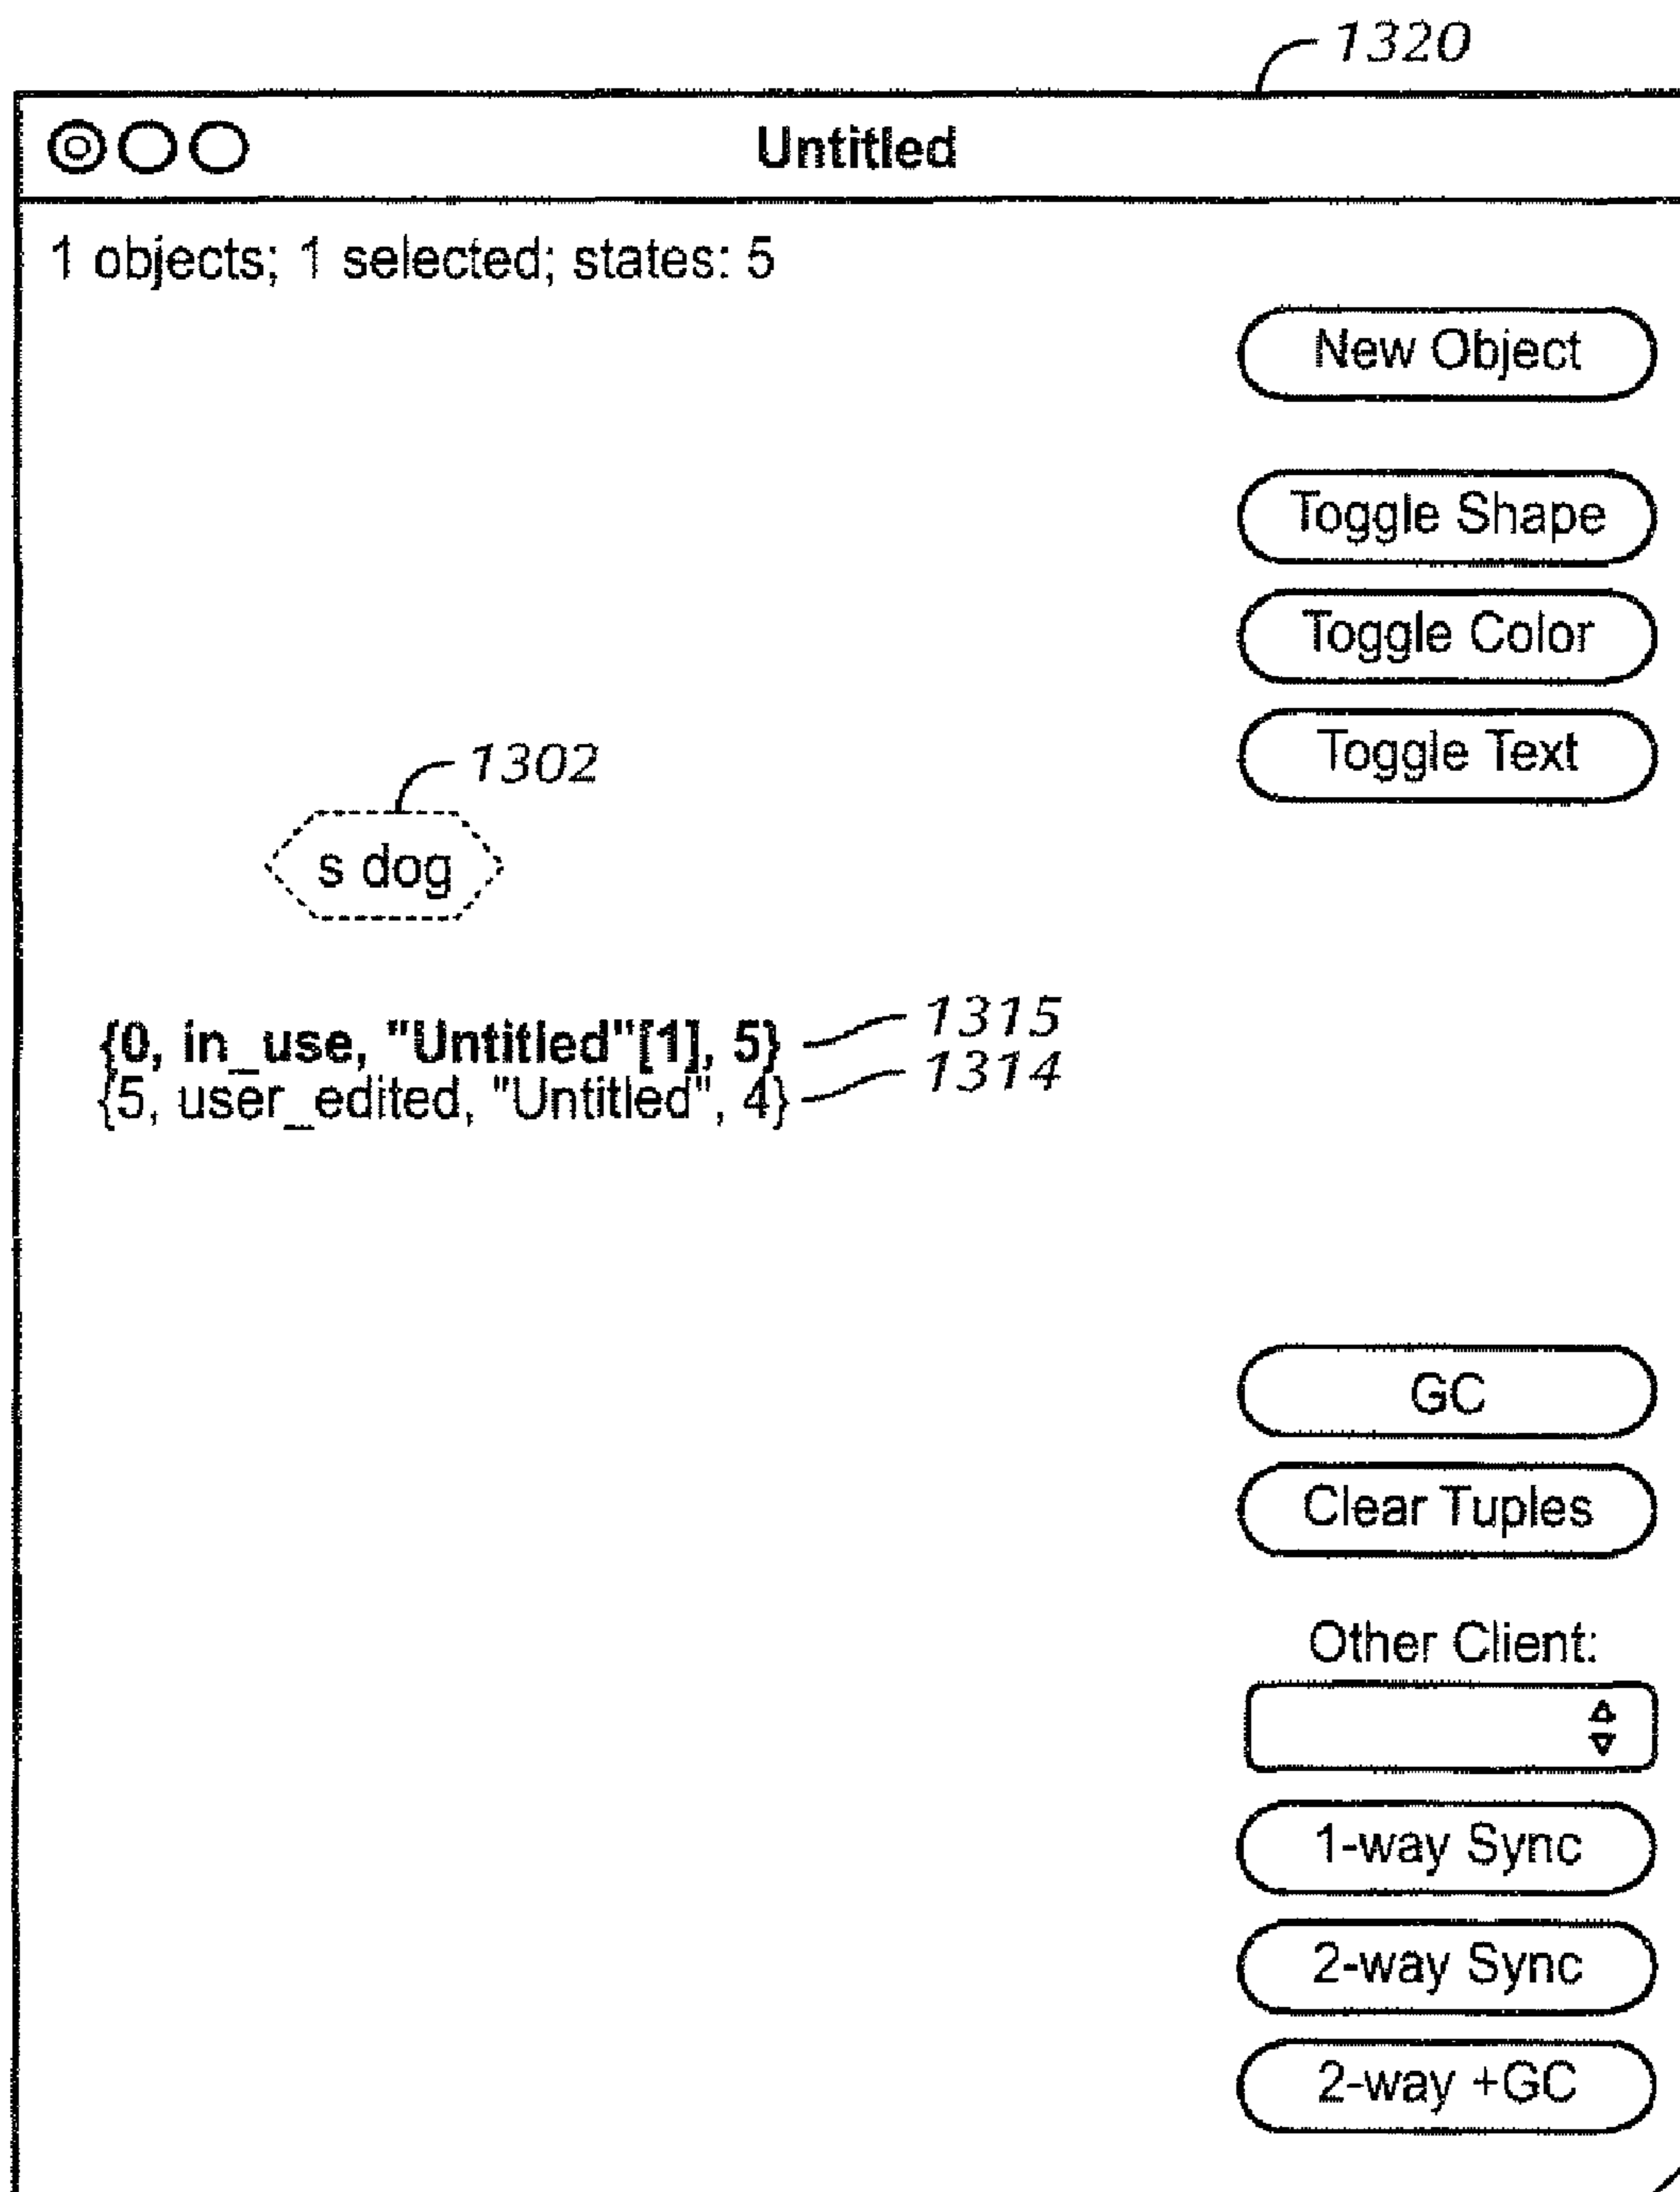 1320
Untitled
1 objects; 1 selected; states: 5
New Object
Toggle Shape
Toggle Color
Toggle Text
1302
s dog
{0, in_use, "Untitled"[1], 5}
1315
{5, user_edited, "Untitled", 4}
1314
GC
Clear Tuples
Other Client:
1-way Sync
2-way Sync
2-way +GC